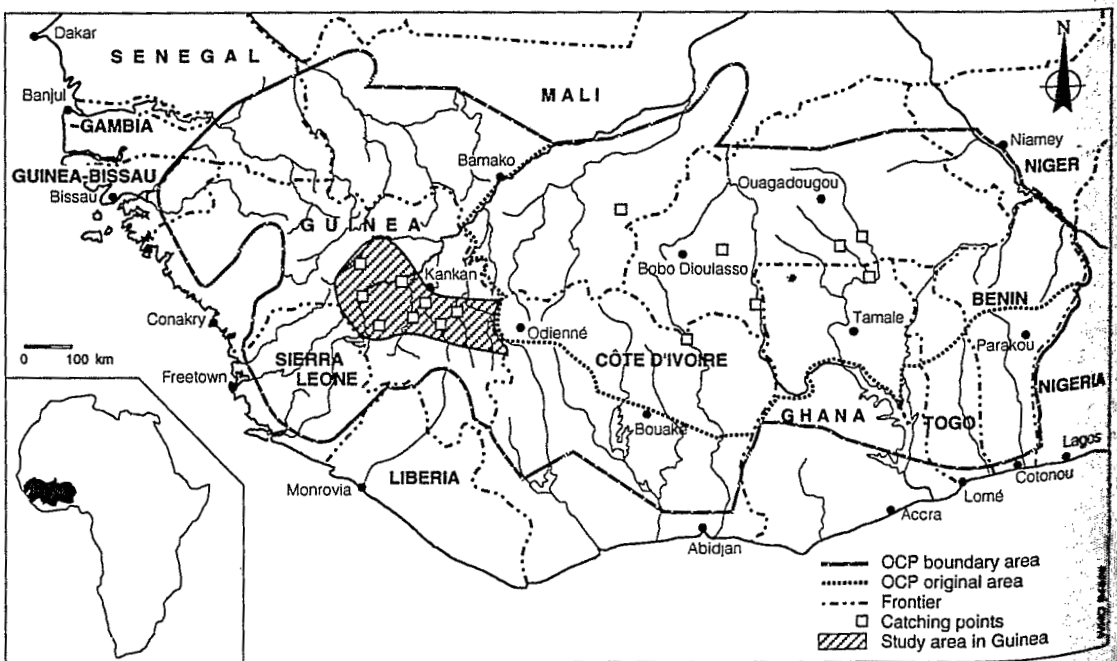 Dakar
SENEGAL
Banjul
GAMBIA
GUINEA-BISSAU
Bissau
MALI
Bamako
GUINEA
Kankan
Conakry
0 100 km
SIERRA
LEONE
Freetown
Monrovia
LIBERIA
Odienné
CÔTE D'IVOIRE
Bouaké
Abidjan
Bobo Dioulasso
Ouagadougou
N
Niamey
NIGER
BENIN
Tamale
Parakou
NIGERIA
GHANA
TOGO
Lagos
Cotonou
Lomé
Accra
OCP boundary area
OCP original area
Frontier
Catching points
Study area in Guinea
WHO